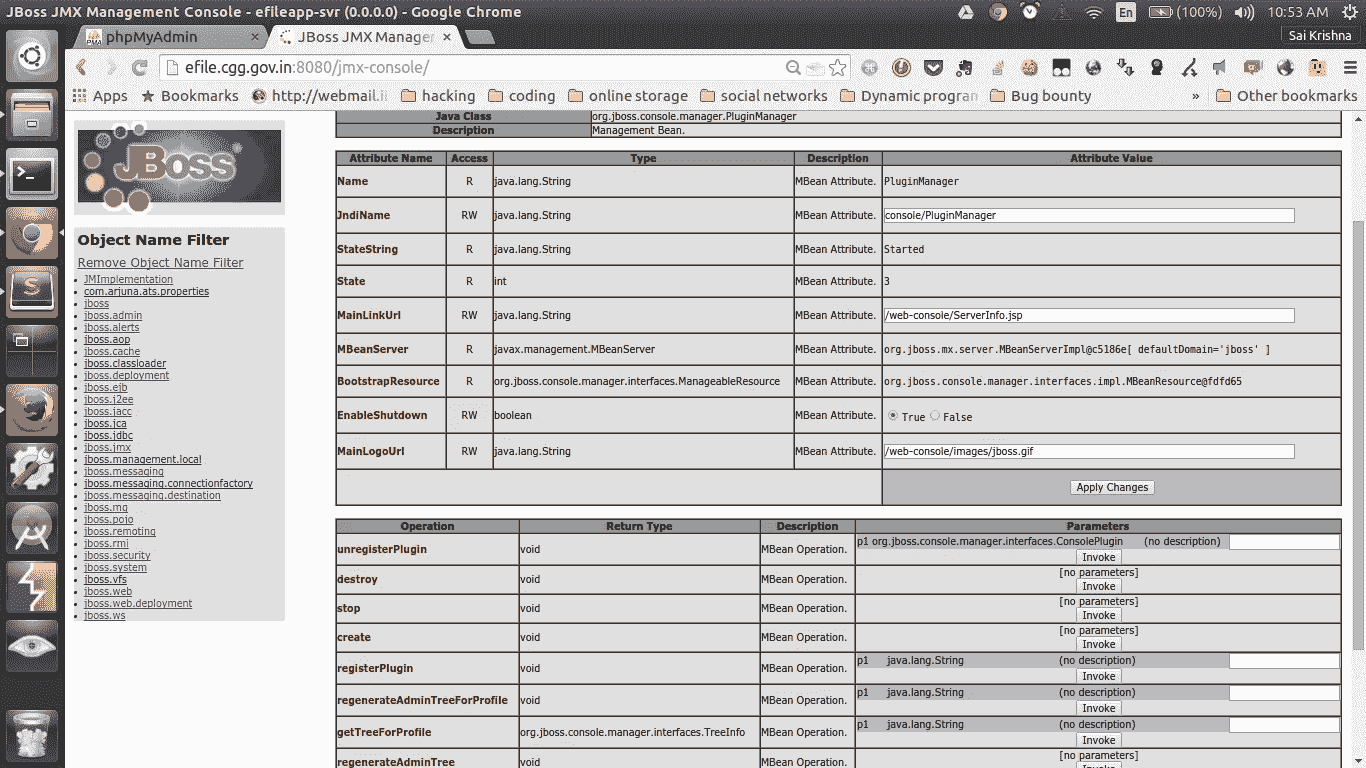 JBoss JMX Management Console - efileapp-svr (0.0.0.0) - Google Chrome
En
(100%)
10:53 AM
Sai Krishna
phpMyAdmin
JBoss JMX Manager
efile.cgg.gov.in:8080/jmx-console/
Apps
Bookmarks
http://webmail.ii
hacking
coding
online storage
social networks
Dynamic program
Bug bounty
»
Other bookmarks
JBoss
Object Name Filter
Remove Object Name Filter
JMImplementation
com.arjuna.ats.properties
jboss
jboss.admin
jboss.alerts
jboss.aop
jboss.cache
jboss.classloader
jboss.deployment
jboss.ejb
jboss.j2ee
jboss.jacc
jboss.jca
jboss.jdbc
jboss.jmx
jboss.management.local
jboss.messaging
jboss.messaging.connectionfactory
jboss.messaging.destination
jboss.mq
jboss.pojo
jboss.remoting
jboss.rmi
jboss.security
jboss.system
jboss.vfs
jboss.web
jboss.web.deployment
jboss.ws
Java Class org.jboss.console.manager.PluginManager
Description Management Bean.
Attribute Name Access Type Description Attribute Value
Name R java.lang.String MBean Attribute. PluginManager
JndiName RW java.lang.String MBean Attribute. console/PluginManager
StateString R java.lang.String MBean Attribute. Started
State R int MBean Attribute. 3
MainLinkUrl RW java.lang.String MBean Attribute. /web-console/ServerInfo.jsp
MBeanServer R javax.management.MBeanServer MBean Attribute. org.jboss.mx.server.MBeanServerImpl@c5186e[ defaultDomain='jboss' ]
BootstrapResource R org.jboss.console.manager.interfaces.ManageableResource MBean Attribute. org.jboss.console.manager.interfaces.impl.MBeanResource@fdfd65
EnableShutdown RW boolean MBean Attribute. True False
MainLogoUrl RW java.lang.String MBean Attribute. /web-console/images/jboss.gif
Apply Changes
Operation Return Type Description Parameters
unregisterPlugin void MBean Operation. p1 org.jboss.console.manager.interfaces.ConsolePlugin (no description)
Invoke
destroy void MBean Operation. [no parameters]
Invoke
stop void MBean Operation. [no parameters]
Invoke
create void MBean Operation. [no parameters]
Invoke
registerPlugin void MBean Operation. p1 java.lang.String (no description)
Invoke
regenerateAdminTreeForProfile void MBean Operation. p1 java.lang.String (no description)
Invoke
getTreeForProfile org.jboss.console.manager.interfaces.TreeInfo MBean Operation. p1 java.lang.String (no description)
Invoke
regenerateAdminTree void MBean Operation. [no parameters]
Invoke